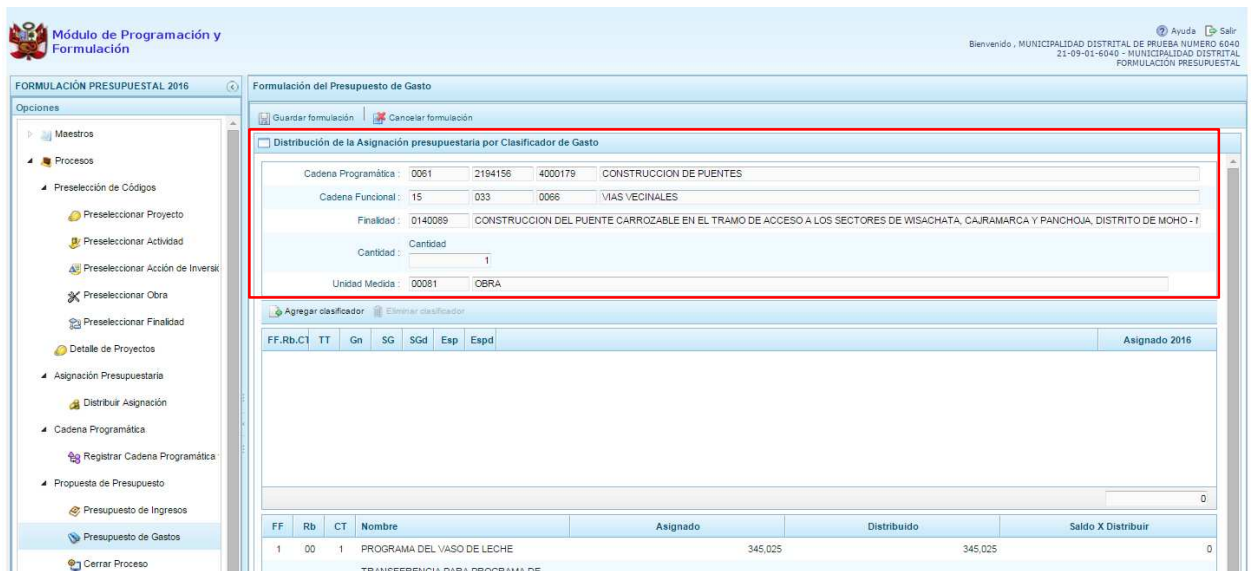 Módulo de Programación y
Formulación
Ayuda Salir
Bienvenido , MUNICIPALIDAD DISTRITAL DE PRUEBA NUMERO 6040
21-09-01-6040 - MUNICIPALIDAD DISTRITAL
FORMULACIÓN PRESUPUESTAL
FORMULACIÓN PRESUPUESTAL 2016
Opciones
Maestros
Procesos
Preselección de Códigos
Preseleccionar Proyecto
Preseleccionar Actividad
Preseleccionar Acción de Inversió
Preseleccionar Obra
Preseleccionar Finalidad
Detalle de Proyectos
Asignación Presupuestaria
Distribuir Asignación
Cadena Programática
Registrar Cadena Programática
Propuesta de Presupuesto
Presupuesto de Ingresos
Presupuesto de Gastos
Cerrar Proceso
Formulación del Presupuesto de Gasto
Guardar formulación Cancelar formulación
Distribución de la Asignación presupuestaria por Clasificador de Gasto
Cadena Programática : 0061 2194156 4000179 CONSTRUCCION DE PUENTES
Cadena Funcional : 15 033 0066 VIAS VECINALES
Finalidad : 0140089 CONSTRUCCION DEL PUENTE CARROZABLE EN EL TRAMO DE ACCESO A LOS SECTORES DE WISACHATA, CAJRAMARCA Y PANCHOJA, DISTRITO DE MOHO -
Cantidad
Cantidad : 1
Unidad Medida : 00081 OBRA
Agregar clasificador Eliminar clasificador
FF.Rb.CT TT Gn SG SGd Esp Espd Asignado 2016
0
FF Rb CT Nombre Asignado Distribuido Saldo X Distribuir
1 00 1 PROGRAMA DEL VASO DE LECHE 345,025 345,025 0
TRANSFERENCIA PARA PROGRAMA DE